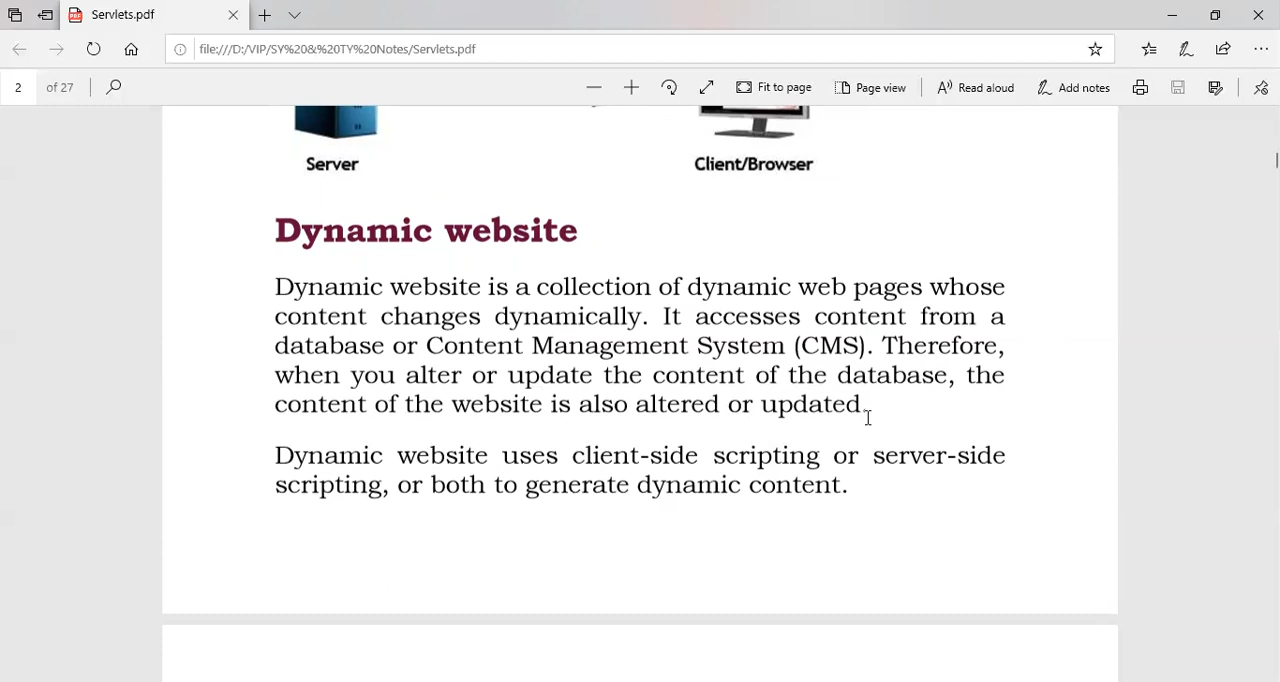 Servlets.pdf
file:///D:/VIP/SY%20&%20TY%20Notes/Servlets.pdf
2 of 27 Fit to page Page view Read aloud Add notes
Server Client/Browser
Dynamic website
Dynamic website is a collection of dynamic web pages whose
content changes dynamically. It accesses content from a
database or Content Management System (CMS). Therefore,
when you alter or update the content of the database, the
content of the website is also altered or updated.
Dynamic website uses client-side scripting or server-side
scripting, or both to generate dynamic content.